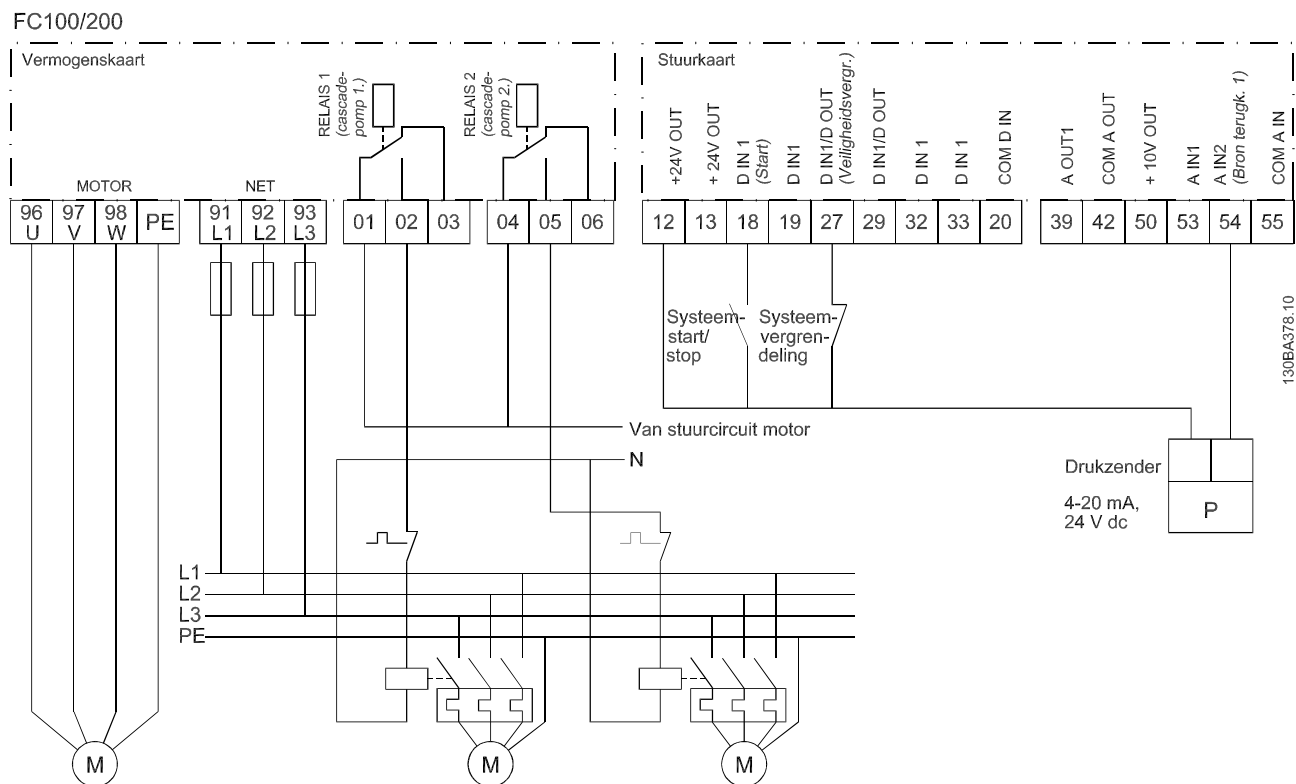 FC100/200
Vermogenskaart
Stuurkaart
RELAIS 1
(cascade-
pomp 1.)
RELAIS 2
(cascade-
pomp 2.)
+24V OUT
+ 24V OUT
D IN 1
(Start)
D IN1
D IN1/D OUT
(Veiligheidsvergr.)
D IN1/D OUT
D IN 1
D IN 1
COM D IN
A OUT1
COM A OUT
+ 10V OUT
A IN1
A IN2
(Bron terugk. 1)
COM A IN
MOTOR
NET
96 97 98 PE
U V W
91 92 93
L1 L2 L3
01 02 03
04 05 06
12 13 18 19 27 29 32 33 20
39 42 50 53 54 55
Systeem-
start/
stop
Systeem-
vergren-
deling
130BA378.10
Van stuurcircuit motor
N
Drukzender
4-20 mA,
24 V dc
P
L1
L2
L3
PE
M
M
M